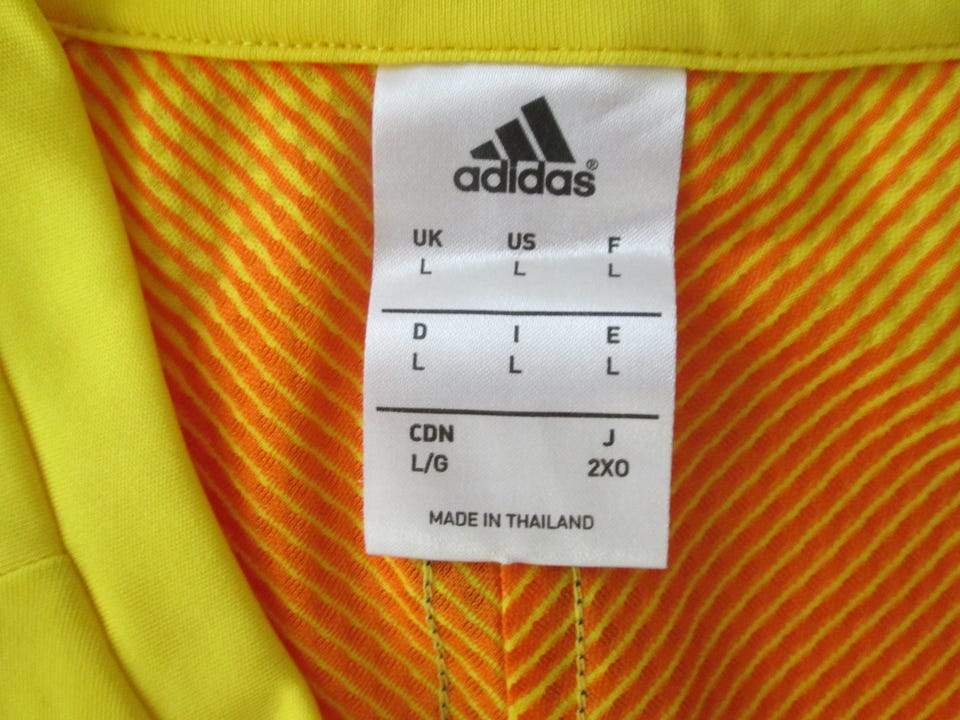 adidas®
UK US F
L L L
D I E
L L L
CDN J
L/G 2XO
MADE IN THAILAND